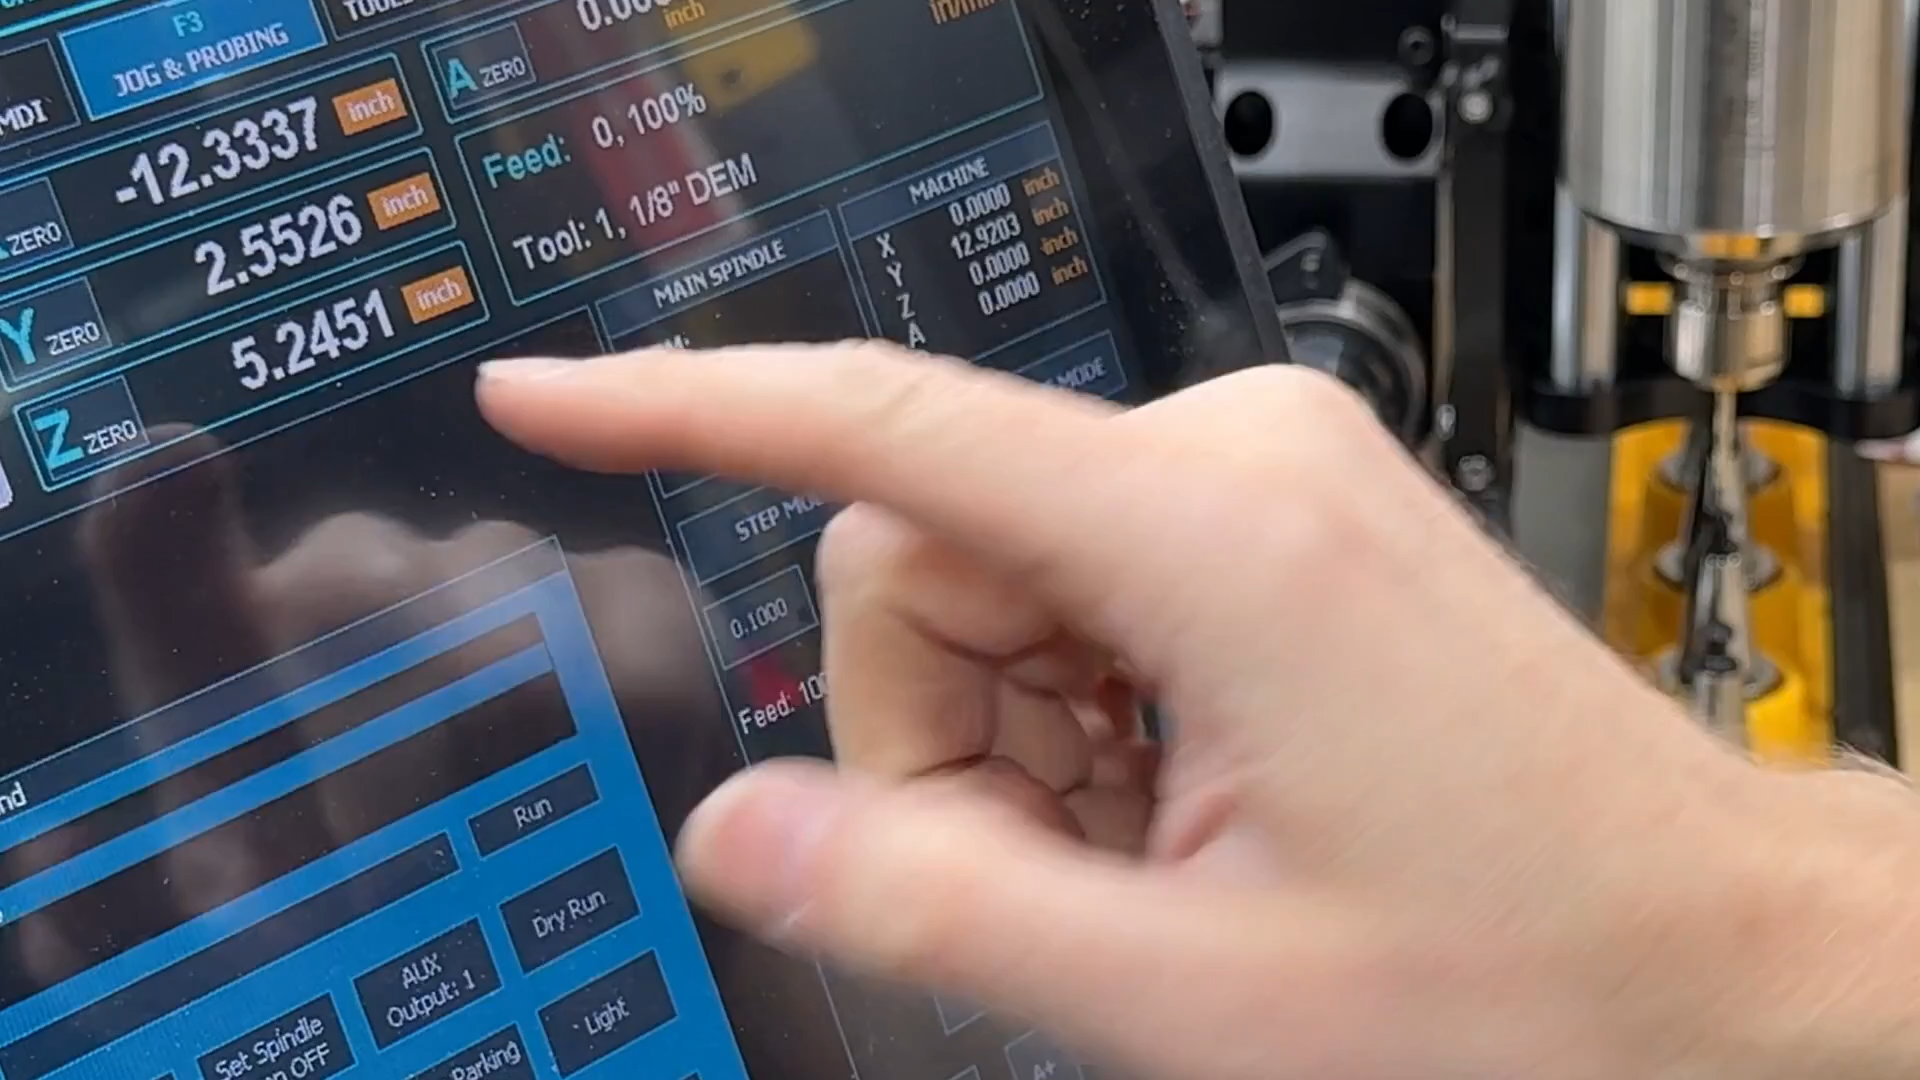 F3
JOG & PROBING
MDI
-12.3337 inch
ZERO
2.5526 inch
Y ZERO
5.2451 inch
Z ZERO
A ZERO
inch
Feed: 0, 100%
Tool: 1, 1/8" DEM
MAIN SPINDLE
MACHINE
X 0.0000 inch
Y 12.9203 inch
Z 0.0000 inch
A 0.0000 inch
MODE
STEP
0.1000
Feed:
Run
Dry Run
AUX
Output: 1
Light
Set Spindle
OFF
Parking
A+